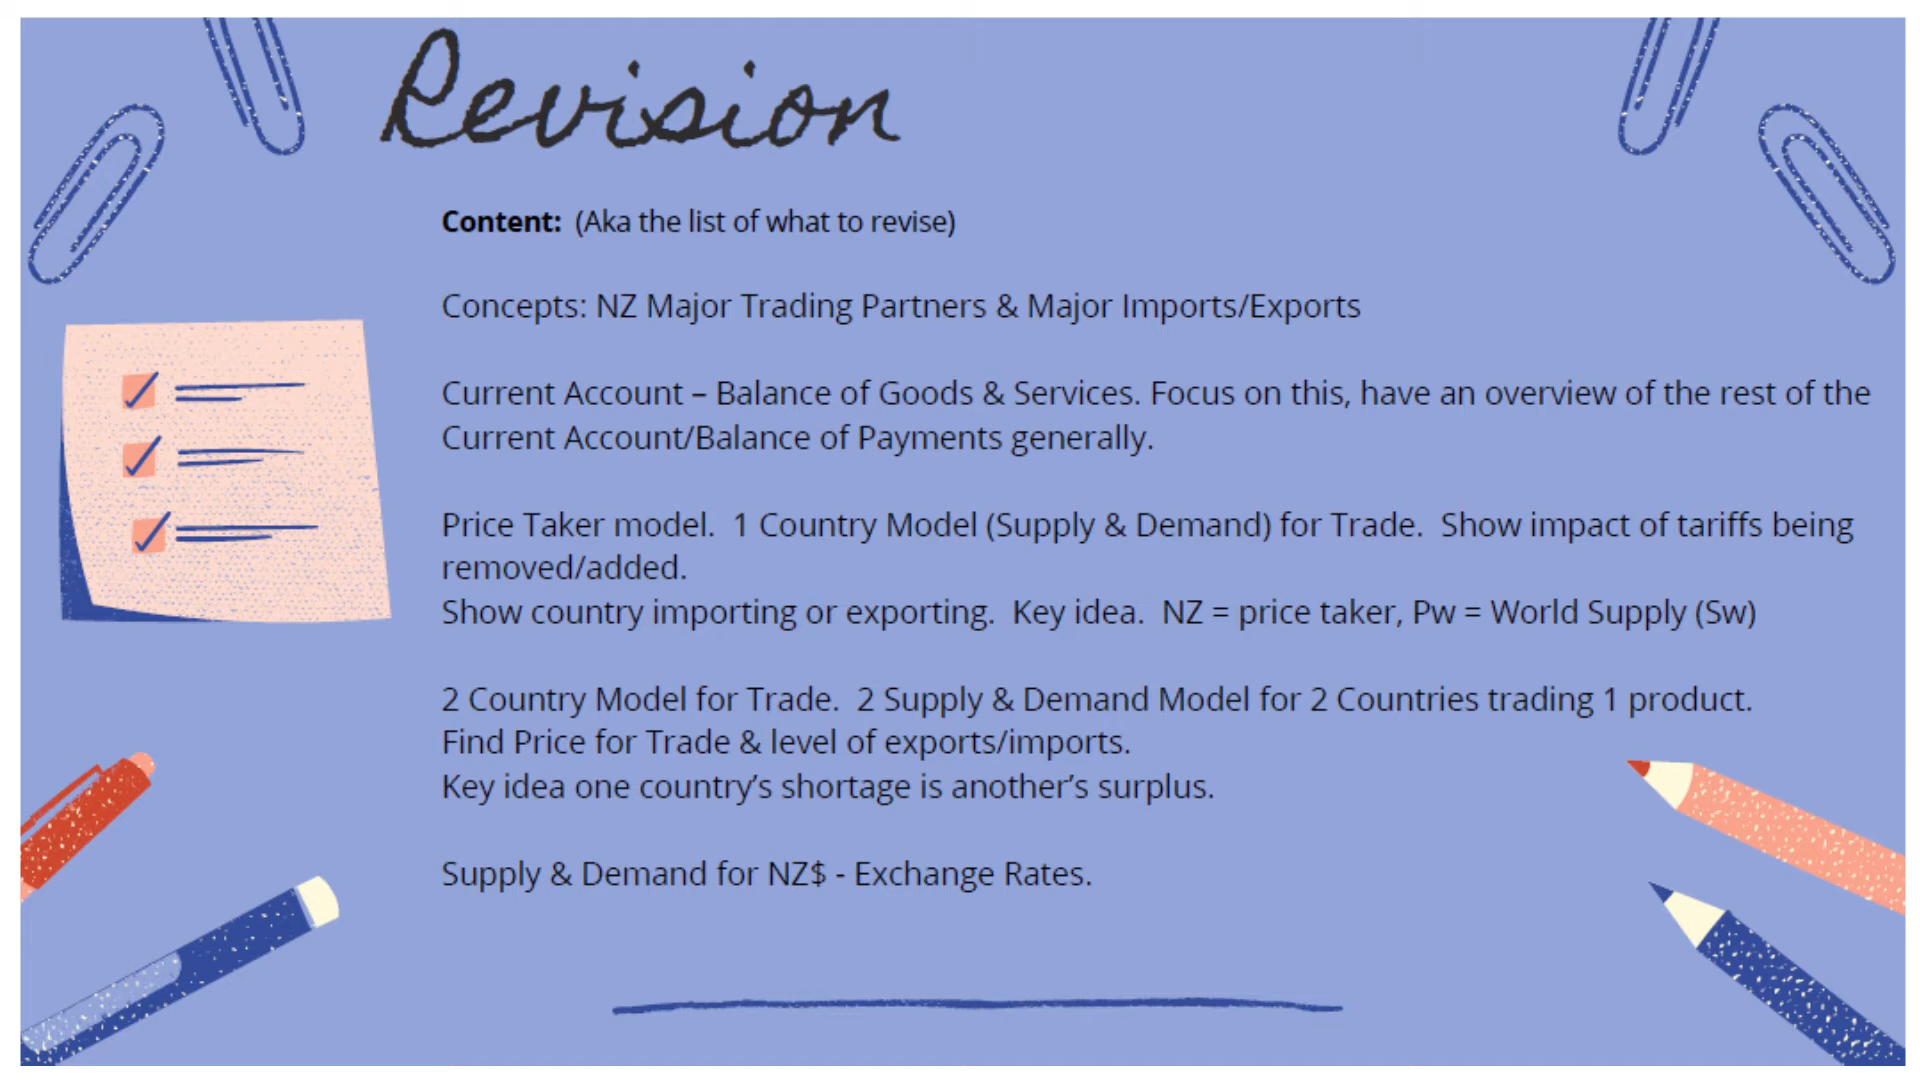 Revision
Content: (Aka the list of what to revise)
Concepts: NZ Major Trading Partners & Major Imports/Exports
Current Account – Balance of Goods & Services. Focus on this, have an overview of the rest of the
Current Account/Balance of Payments generally.
Price Taker model. 1 Country Model (Supply & Demand) for Trade. Show impact of tariffs being
removed/added.
Show country importing or exporting. Key idea. NZ = price taker, Pw = World Supply (Sw)
2 Country Model for Trade. 2 Supply & Demand Model for 2 Countries trading 1 product.
Find Price for Trade & level of exports/imports.
Key idea one country’s shortage is another’s surplus.
Supply & Demand for NZ$ - Exchange Rates.